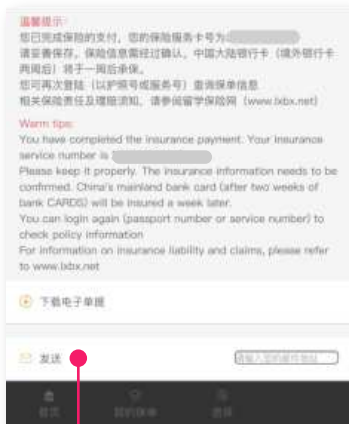 温馨提示:
您已完成保险的支付，您的保险服务卡号为:
请妥善保存，保险信息需经过确认，中国大陆银行卡（境外银行卡
两周后）将于一周后承保。
您可再次登陆（以护照号或服务号）查询保单信息
相关保险责任及理赔须知，请参阅留学保险网（www.lxbx.net）
Warm tips:
You have completed the insurance payment. Your insurance
service number is
Please keep it properly. The insurance information needs to be
confirmed. China's mainland bank card (after two weeks of
bank CARDS) will be insured a week later.
You can login again (passport number or service number) to
check policy information
For information on insurance liability and claims, please refer
to www.lxbx.net
下载电子单据
发送 请输入您的邮件地址
首页 我的保单